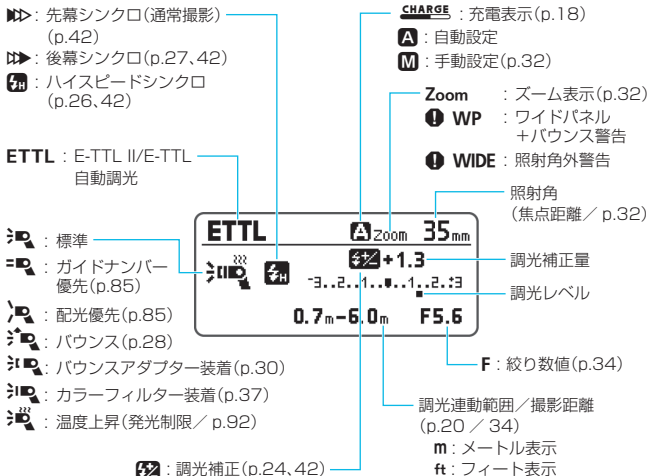 : 先幕シンクロ(通常撮影)
(p.42)
: 後幕シンクロ(p.27､42)
H : ハイスピードシンクロ
(p.26､42)
ETTL : E-TTL II/E-TTL
自動調光
: 標準
: ガイドナンバー
優先(p.85)
: 配光優先(p.85)
: バウンス(p.28)
: バウンスアダプター装着(p.30)
: カラーフィルター装着(p.37)
: 温度上昇(発光制限／p.92)
: 調光補正(p.24､42)
CHARGE : 充電表示(p.18)
A : 自動設定
M : 手動設定(p.32)
Zoom : ズーム表示(p.32)
WP : ワイドパネル
＋バウンス警告
WIDE : 照射角外警告
照射角
(焦点距離／p.32)
調光補正量
調光レベル
F : 絞り数値(p.34)
調光連動範囲／撮影距離
(p.20／34)
m : メートル表示
ft : フィート表示
ETTL A Zoom 35mm
H +1.3
-3..2..1..0..1..2.:+3
0.7m-6.0m F5.6